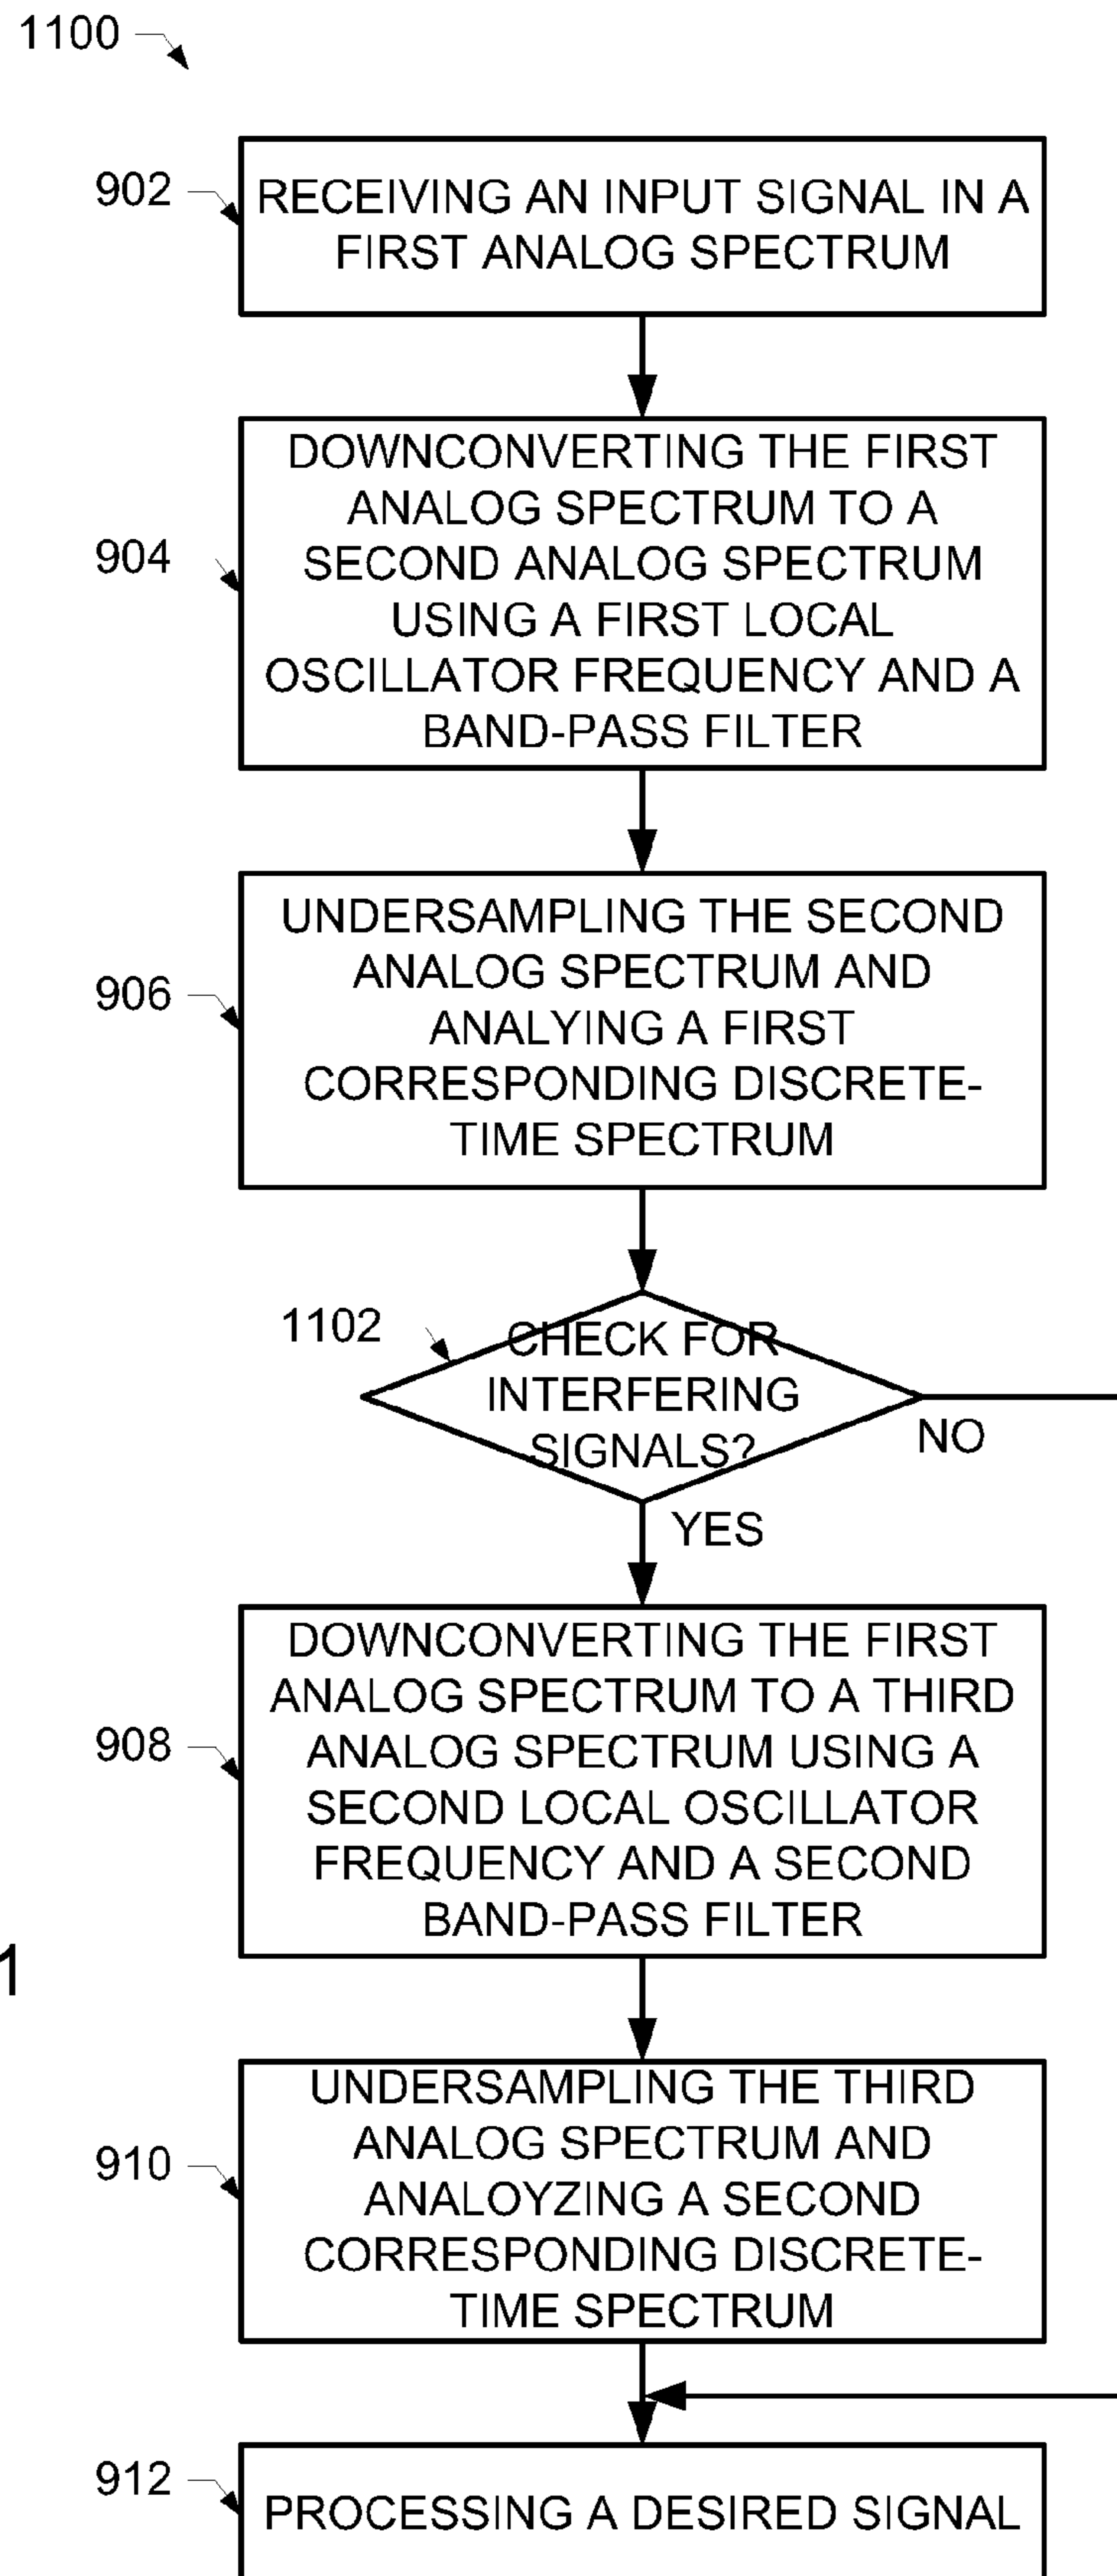 1100
902
RECEIVING AN INPUT SIGNAL IN A
FIRST ANALOG SPECTRUM
904
DOWNCONVERTING THE FIRST
ANALOG SPECTRUM TO A
SECOND ANALOG SPECTRUM
USING A FIRST LOCAL
OSCILLATOR FREQUENCY AND A
BAND-PASS FILTER
906
UNDERSAMPLING THE SECOND
ANALOG SPECTRUM AND
ANALYING A FIRST
CORRESPONDING DISCRETE-
TIME SPECTRUM
1102
CHECK FOR
INTERFERING
SIGNALS?
NO
YES
908
DOWNCONVERTING THE FIRST
ANALOG SPECTRUM TO A THIRD
ANALOG SPECTRUM USING A
SECOND LOCAL OSCILLATOR
FREQUENCY AND A SECOND
BAND-PASS FILTER
1
910
UNDERSAMPLING THE THIRD
ANALOG SPECTRUM AND
ANALOYZING A SECOND
CORRESPONDING DISCRETE-
TIME SPECTRUM
912
PROCESSING A DESIRED SIGNAL